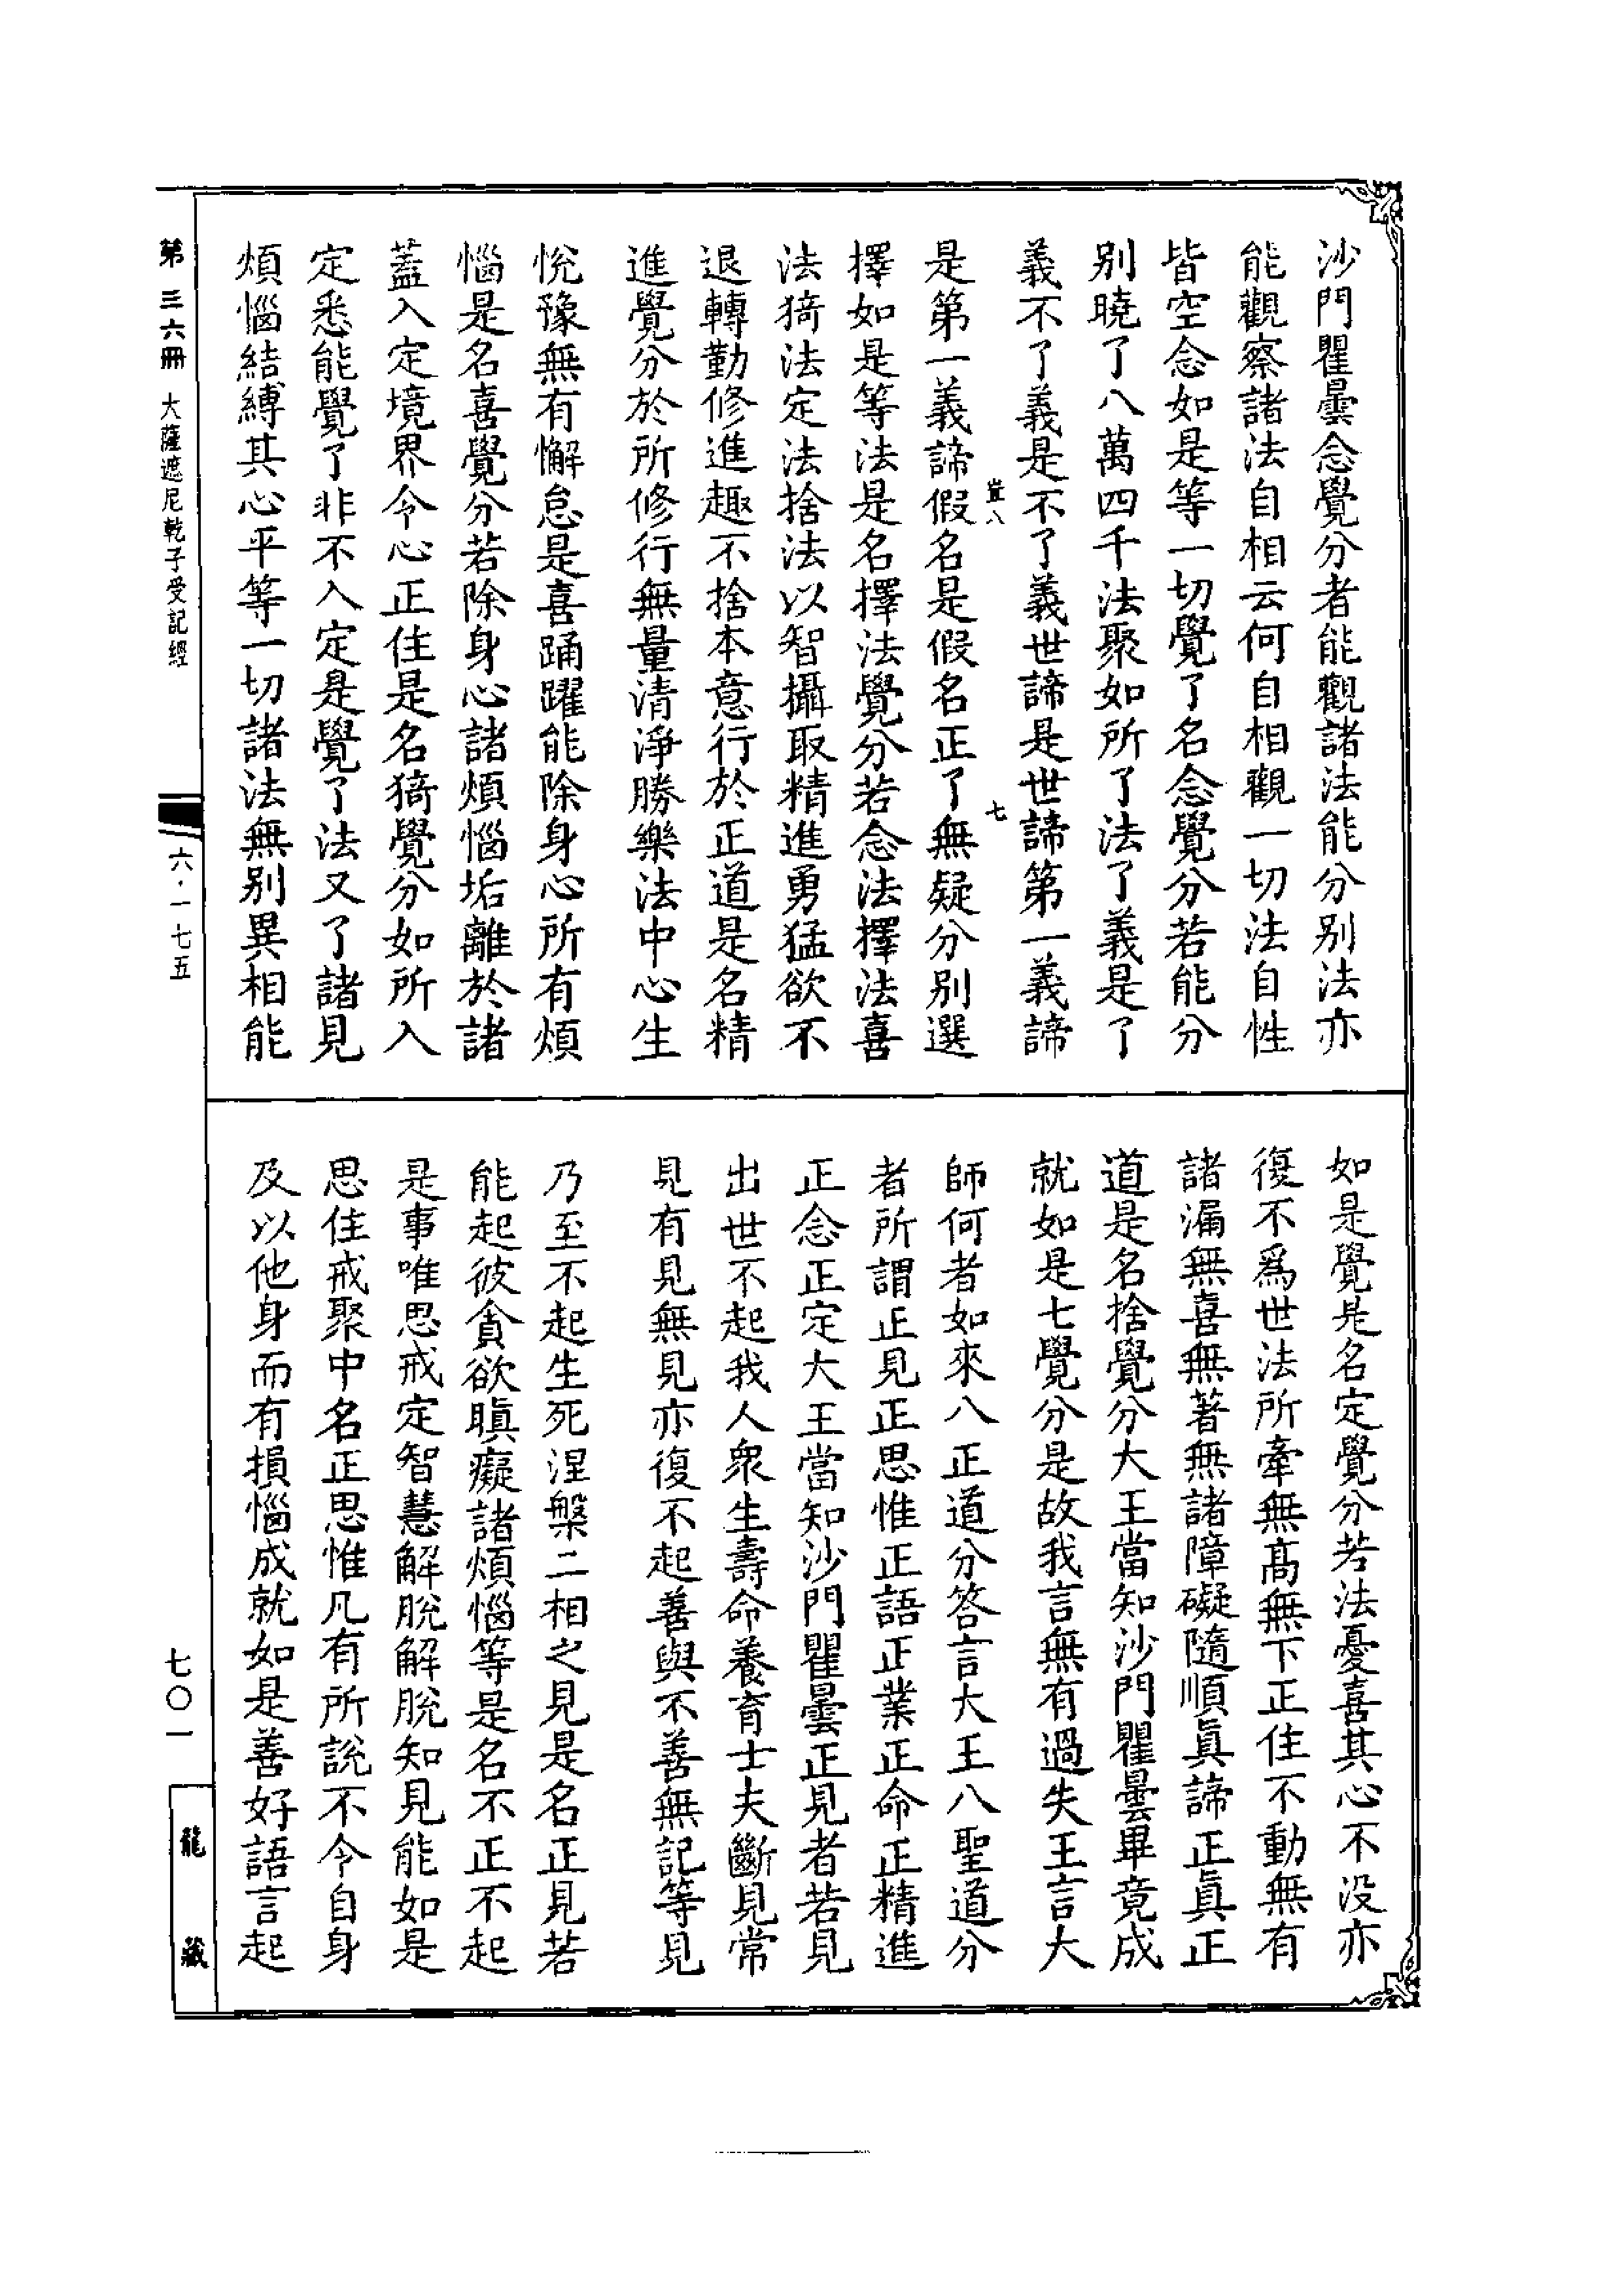 沙門瞿曇念覺分者能觀諸法能分别法亦
能觀察諸法自相云何自相觀一切法自性
皆空念如是等一切覺了名念覺分若能分
别曉了八萬四千法聚如所了法了義是了
義不了義是不了義世諦是世諦第一義諦
是第一義諦假名是假名正了無疑分别選
擇如是等法是名擇法覺分若念法擇法喜
法猗法定法捨法以智攝取精進勇猛欲不
退轉勤修進趣不捨本意行於正道是名精
進覺分於所修行無量清淨勝樂法中心生
悅豫無有懈怠是喜踊躍能除身心所有煩
惱是名喜覺分若除身心諸煩惱垢離於諸
蓋入定境界令心正住是名猗覺分如所入
定悉能覺了非不入定是覺了法又了諸見
煩惱結縛其心平等一切諸法無别異相能
如是覺是名定覺分若法憂喜其心不没亦
復不爲世法所牽無髙無下正住不動無有
諸漏無喜無著無諸障礙隨順眞諦正眞正
道是名捨覺分大王當知沙門瞿曇畢竟成
就如是七覺分是故我言無有過失王言大
師何者如來八正道分答言大王八聖道分
者所謂正見正思惟正語正業正命正精進
正念正定大王當知沙門瞿曇正見者若見
出世不起我人衆生壽命養育士夫斷見常
見有見無見亦復不起善與不善無記等見
乃至不起生死涅槃二相之見是名正見若
能起彼貪欲瞋癡諸煩惱等是名不正不起
是事唯思戒定智慧解脫解脫知見能如是
思住戒聚中名正思惟凡有所說不令自身
及以他身而有損惱成就如是善好語言起
七
第三六冊 大薩遮尼乾子受記經
六·一七五
七〇一
龍藏